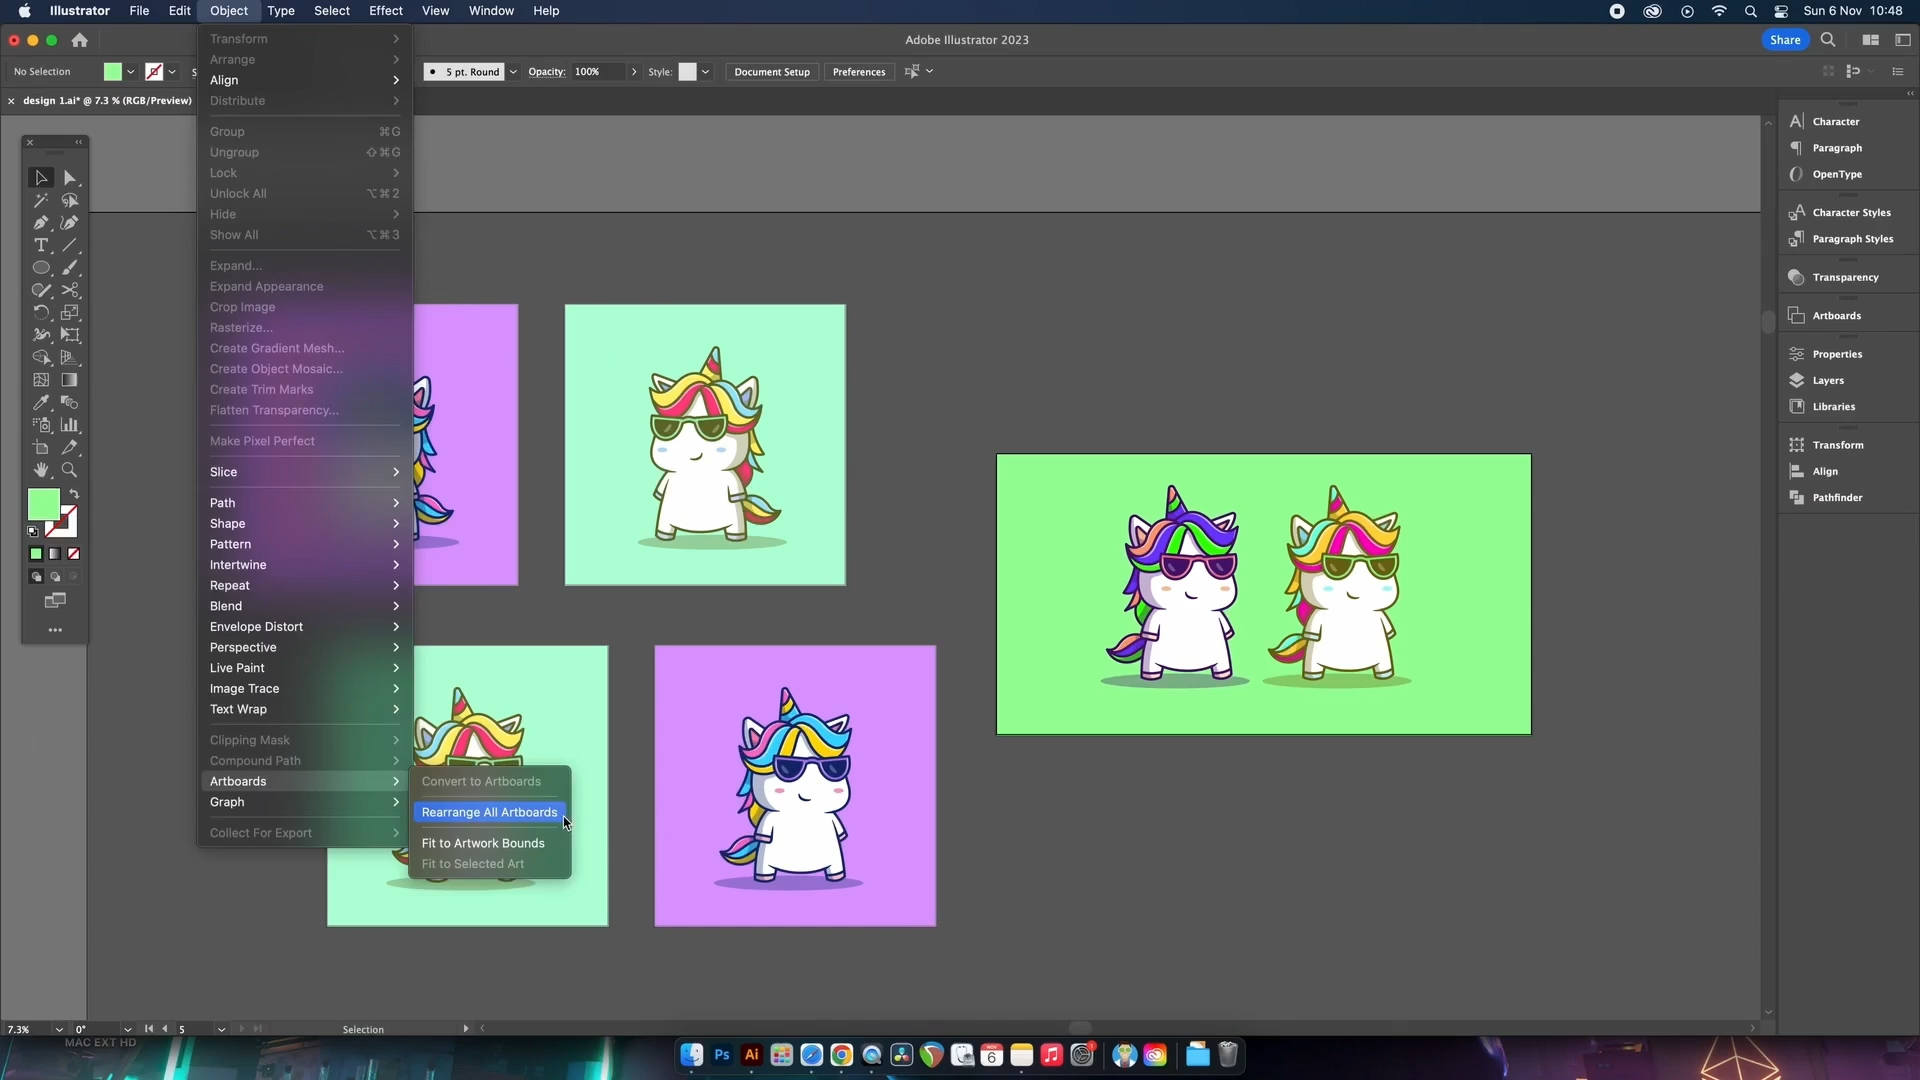 Illustrator File Edit Object Type Select Effect View Window Help
Sun 6 Nov 10:48
Adobe Illustrator 2023
Share
No Selection
5 pt. Round
Opacity: 100%
Style:
Document Setup
Preferences
design 1.ai* @ 7.3 % (RGB/Preview)
Transform
Arrange
Align
Distribute
Group ⌘G
Ungroup ⇧⌘G
Lock
Unlock All ⌥⌘2
Hide
Show All ⌥⌘3
Expand...
Expand Appearance
Crop Image
Rasterize...
Create Gradient Mesh...
Create Object Mosaic...
Create Trim Marks
Flatten Transparency...
Make Pixel Perfect
Slice
Path
Shape
Pattern
Intertwine
Repeat
Blend
Envelope Distort
Perspective
Live Paint
Image Trace
Text Wrap
Clipping Mask
Compound Path
Artboards
Graph
Collect For Export
Convert to Artboards
Rearrange All Artboards
Fit to Artwork Bounds
Fit to Selected Art
Character
Paragraph
OpenType
Character Styles
Paragraph Styles
Transparency
Artboards
Properties
Layers
Libraries
Transform
Align
Pathfinder
7.3%
0°
5
Selection
MAC EXT HD
Ps
Ai
NOV
6